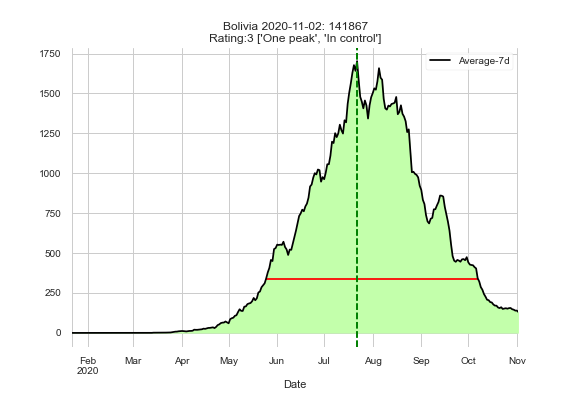 Bolivia 2020-11-02: 141867
Rating:3 ['One peak', 'In control']
Average-7d
1750
1500
1250
1000
750
500
250
0
Feb Mar Apr May Jun Jul Aug Sep Oct Nov
2020
Date